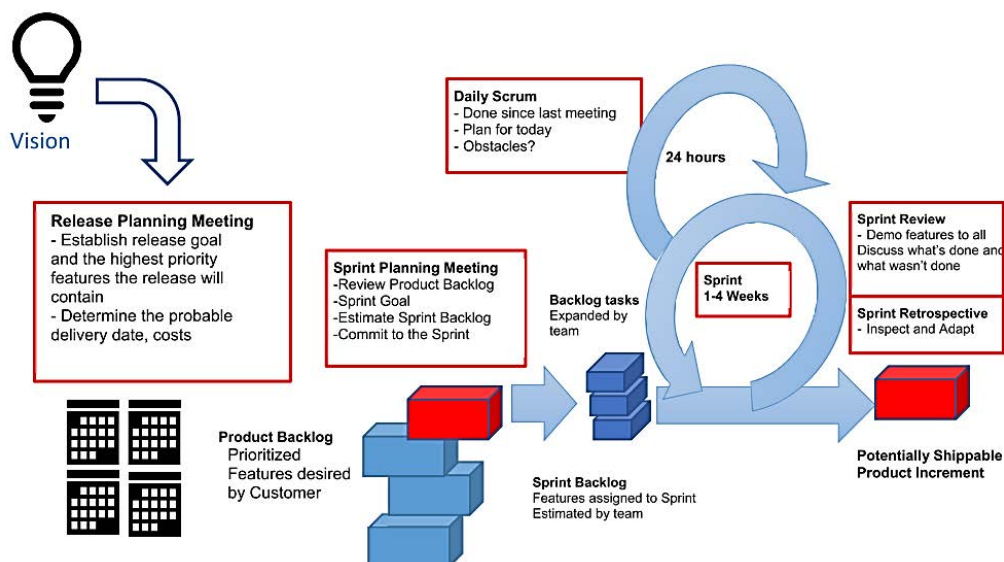 Vision
Release Planning Meeting
- Establish release goal
and the highest priority
features the release will
contain
- Determine the probable
delivery date, costs
Product Backlog
Prioritized
Features desired
by Customer
Sprint Planning Meeting
-Review Product Backlog
-Sprint Goal
-Estimate Sprint Backlog
-Commit to the Sprint
Backlog tasks
Expanded by
team
Sprint Backlog
Features assigned to Sprint
Estimated by team
Daily Scrum
- Done since last meeting
- Plan for today
- Obstacles?
24 hours
Sprint
1-4 Weeks
Sprint Review
- Demo features to all
Discuss what's done and
what wasn't done
Sprint Retrospective
- Inspect and Adapt
Potentially Shippable
Product Increment